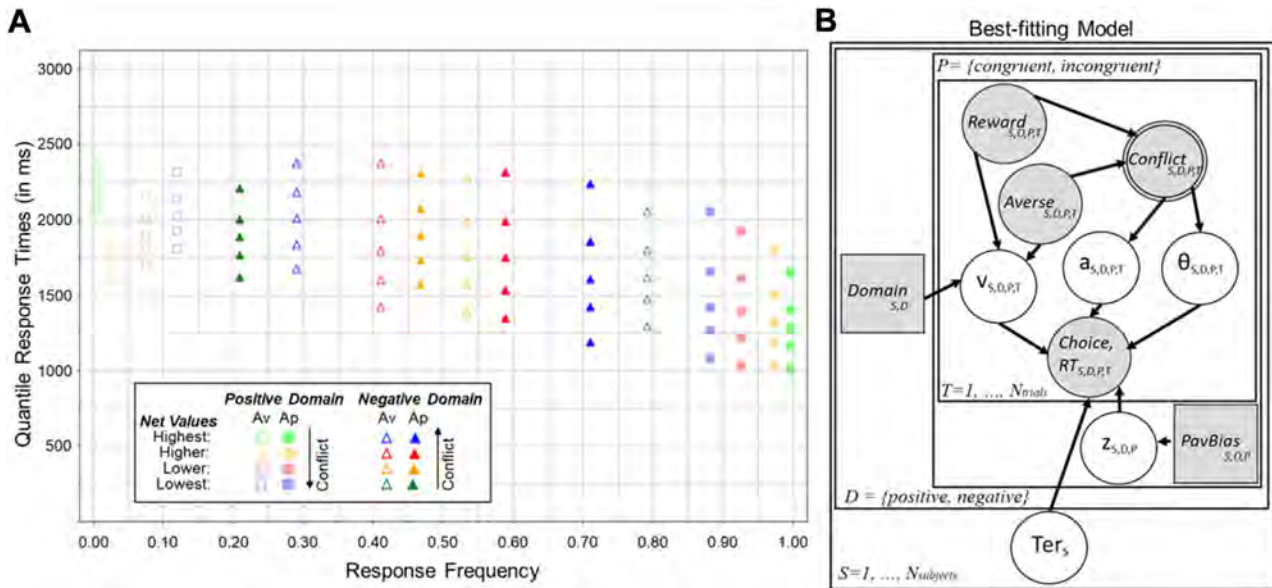 A
Quantile Response Times (in ms)
3000
2500
2000
1500
1000
500
0.00
0.10
0.20
0.30
0.40
0.50
0.60
0.70
0.80
0.90
1.00
Response Frequency
Positive Domain Negative Domain
Net Values Av Ap Av Ap
Highest:
Higher:
Lower:
Lowest:
Conflict
Conflict
B
Best-fitting Model
P= {congruent, incongruent}
Reward S,D,P,T
Conflict S,D,P,T
Averse S,D,P,T
Domain S,D
v S,D,P,T
a S,D,P,T
θ S,D,P,T
Choice,
RT S,D,P,T
T=1, ..., Ntrials
z S,D,P
PavBias S,D,P
D = {positive, negative}
Ter s
S=1, ..., Nsubjects